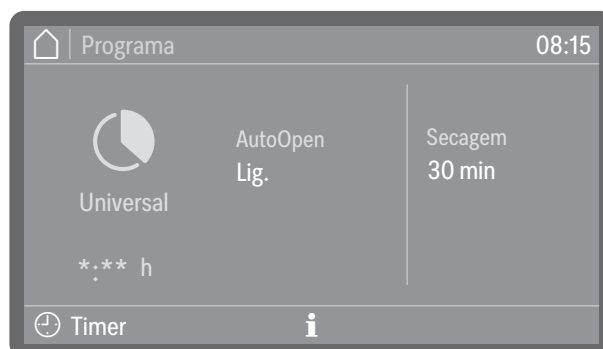 Programa 08:15
AutoOpen
Lig.
Secagem
30 min
Universal
*:** h
Timer i